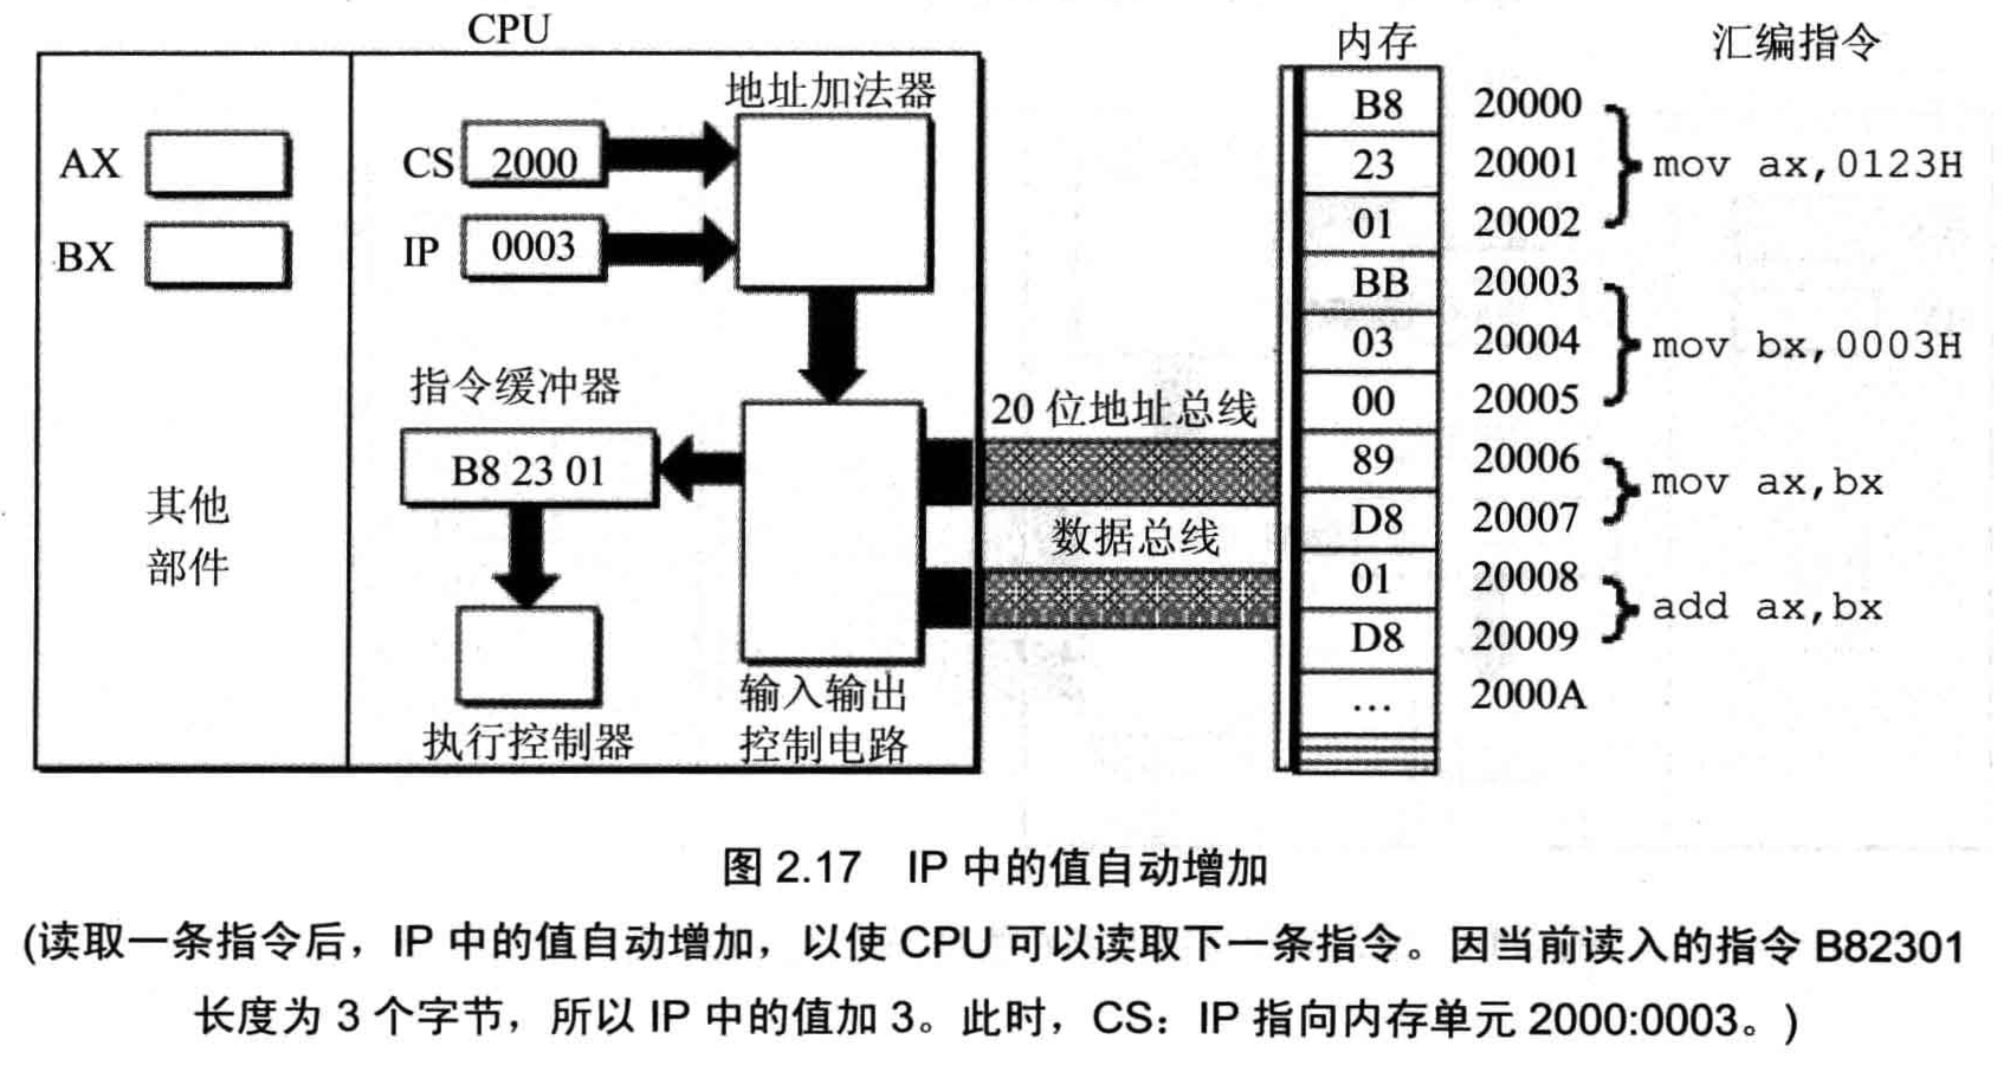 CPU
内存
汇编指令
地址加法器
AX
BX
CS
2000
IP
0003
指令缓冲器
B8 23 01
其他
部件
执行控制器
输入输出
控制电路
20 位地址总线
数据总线
B8 20000
23 20001
01 20002
mov ax,0123H
BB 20003
03 20004
00 20005
mov bx,0003H
89 20006
D8 20007
mov ax,bx
01 20008
D8 20009
add ax,bx
… 2000A
图 2.17 IP 中的值自动增加
(读取一条指令后，IP 中的值自动增加，以使 CPU 可以读取下一条指令。因当前读入的指令 B82301
长度为 3 个字节，所以 IP 中的值加 3。此时，CS：IP 指向内存单元 2000:0003。)